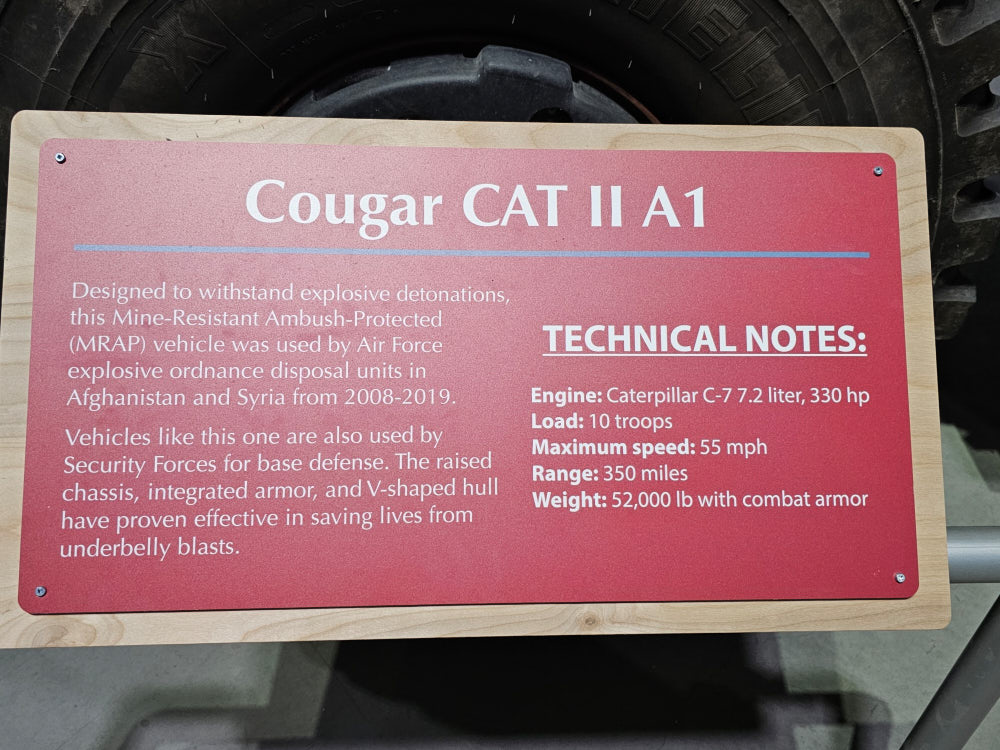 Cougar CAT II A1
Designed to withstand explosive detonations,
this Mine-Resistant Ambush-Protected
(MRAP) vehicle was used by Air Force
explosive ordnance disposal units in
Afghanistan and Syria from 2008-2019.
Vehicles like this one are also used by
Security Forces for base defense. The raised
chassis, integrated armor, and V-shaped hull
have proven effective in saving lives from
underbelly blasts.
TECHNICAL NOTES:
Engine: Caterpillar C-7 7.2 liter, 330 hp
Load: 10 troops
Maximum speed: 55 mph
Range: 350 miles
Weight: 52,000 lb with combat armor